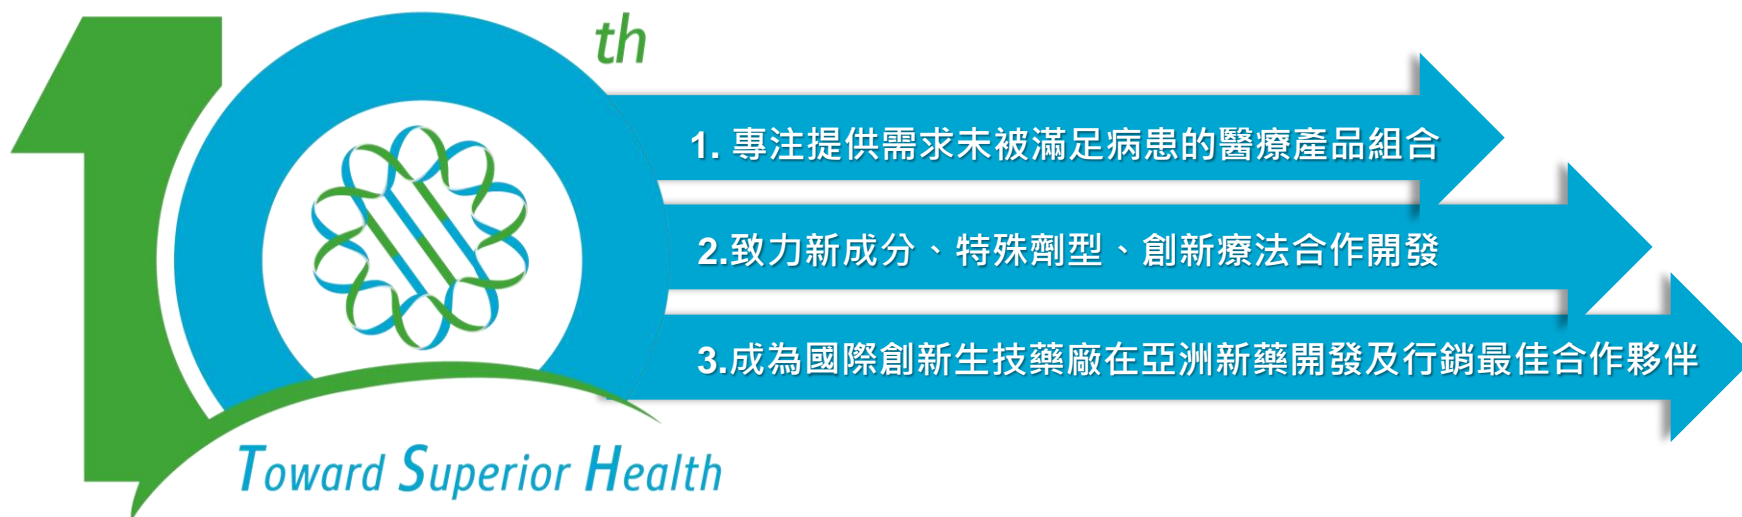 10th
1. 專注提供需求未被滿足病患的醫療產品組合
2.致力新成分、特殊劑型、創新療法合作開發
3.成為國際創新生技藥廠在亞洲新藥開發及行銷最佳合作夥伴
Toward Superior Health